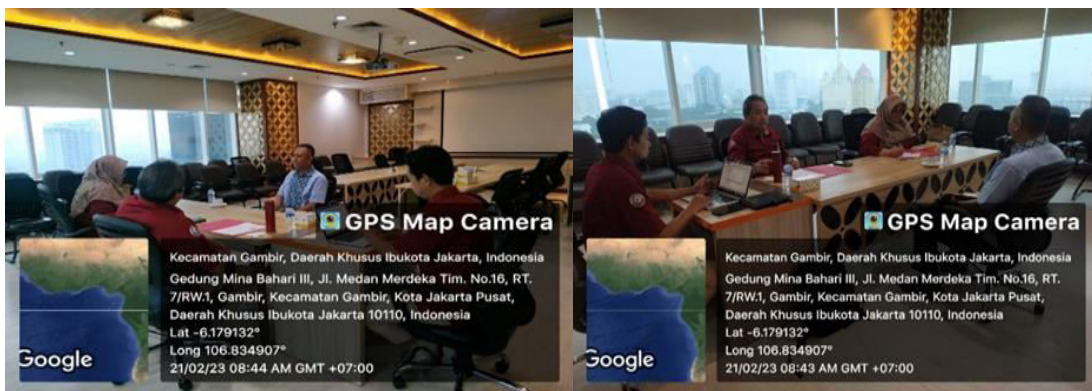 GPS Map Camera
Kecamatan Gambir, Daerah Khusus Ibukota Jakarta, Indonesia
Gedung Mina Bahari III, Jl. Medan Merdeka Tim. No.16, RT.
7/RW.1, Gambir, Kecamatan Gambir, Kota Jakarta Pusat,
Daerah Khusus Ibukota Jakarta 10110, Indonesia
Lat -6.179132°
Long 106.834907°
21/02/23 08:44 AM GMT +07:00
Google
GPS Map Camera
Kecamatan Gambir, Daerah Khusus Ibukota Jakarta, Indonesia
Gedung Mina Bahari III, Jl. Medan Merdeka Tim. No.16, RT.
7/RW.1, Gambir, Kecamatan Gambir, Kota Jakarta Pusat,
Daerah Khusus Ibukota Jakarta 10110, Indonesia
Lat -6.179132°
Long 106.834907°
21/02/23 08:43 AM GMT +07:00
Google